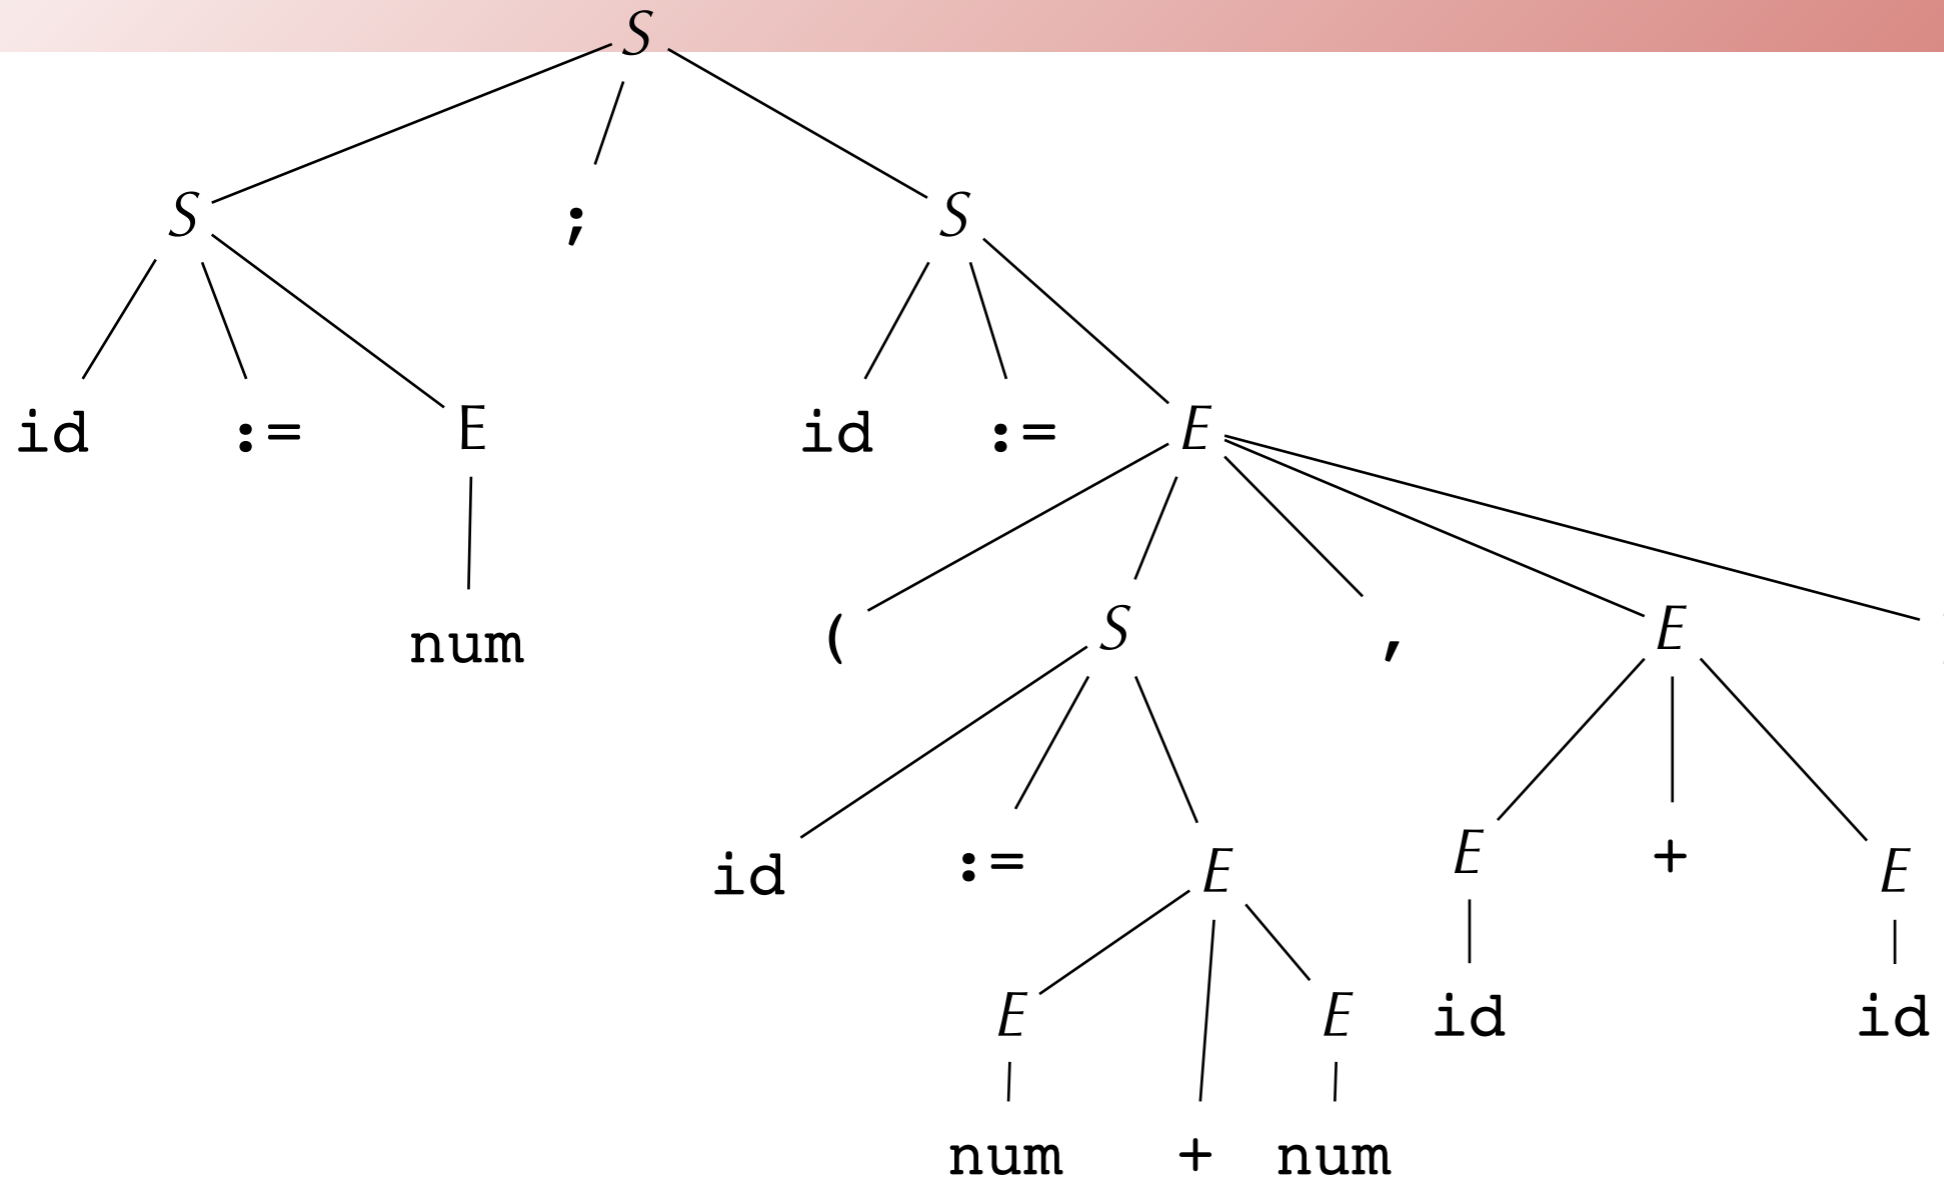 S
S ; S
id := E id := E
num ( S , E
id := E E + E
E E id id
num + num